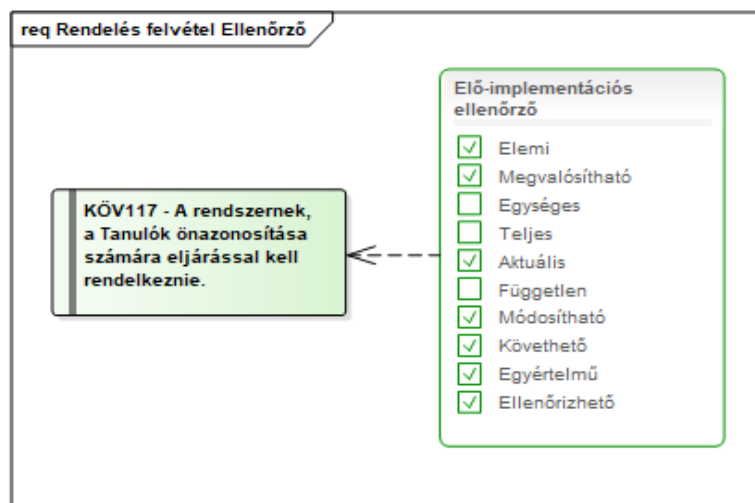 req Rendelés felvétel Ellenőrző
Elő-implementációs
ellenőrző
Elemi
Megvalósítható
Egységes
Teljes
Aktuális
Független
Módosítható
Követhető
Egyértelmű
Ellenőrizhető
KÖV117 - A rendszernek,
a Tanulók önazonosítása
számára eljárással kell
rendelkeznie.